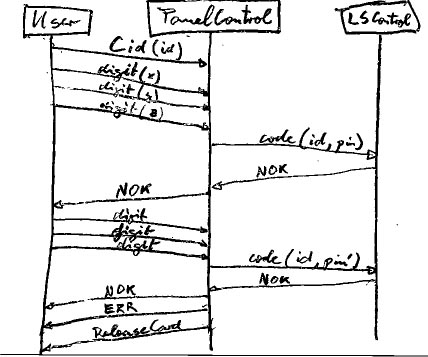 User PanelControl LSControl
Cid(id)
digit(x)
digit(y)
digit(z)
code(id, pin)
NOK
NOK
digit
digit
digit
code(id, pin')
NOK
NOK
ERR
ReleaseCard